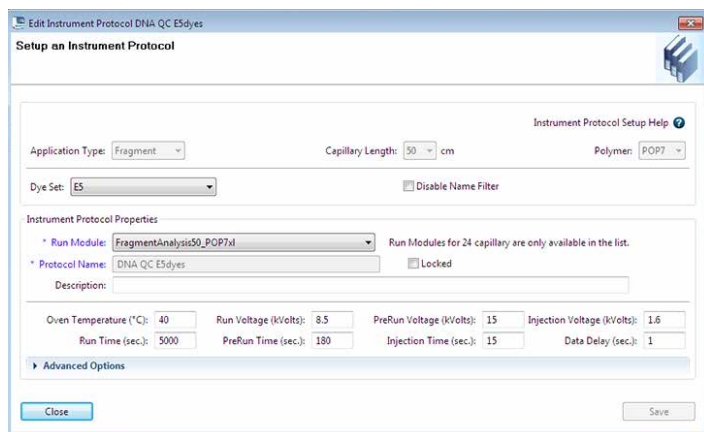 Edit Instrument Protocol DNA QC E5dyes
Setup an Instrument Protocol
Instrument Protocol Setup Help ?
Application Type: Fragment Capillary Length: 50 cm Polymer: POP7
Dye Set: E5 Disable Name Filter
Instrument Protocol Properties
* Run Module: FragmentAnalysis50_POP7xl Run Modules for 24 capillary are only available in the list.
* Protocol Name: DNA QC E5dyes Locked
Description:
Oven Temperature (°C): 40 Run Voltage (kVolts): 8.5 PreRun Voltage (kVolts): 15 Injection Voltage (kVolts): 1.6
Run Time (sec.): 5000 PreRun Time (sec.): 180 Injection Time (sec.): 15 Data Delay (sec.): 1
Advanced Options
Close Save